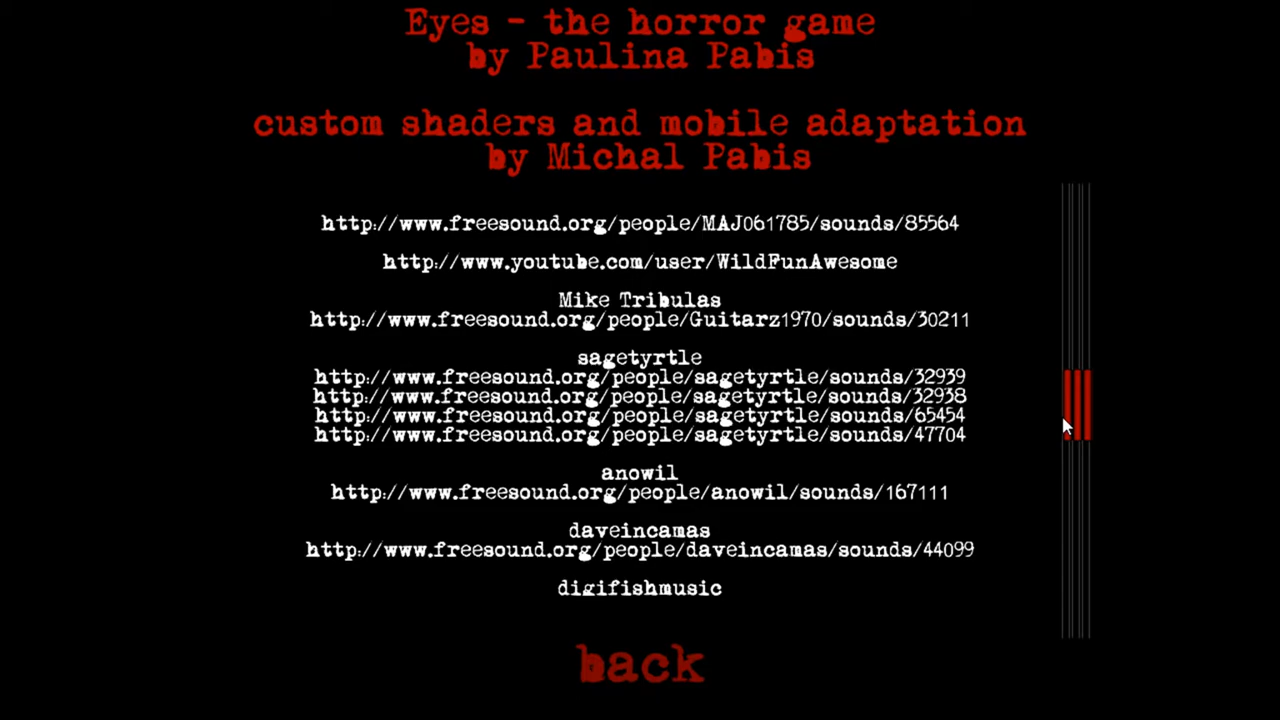 Eyes - the horror game
by Paulina Pabis
custom shaders and mobile adaptation
by Michal Pabis
http://www.freesound.org/people/MAJ061785/sounds/85564
http://www.youtube.com/user/WildFunAwesome
Mike Tribulas
http://www.freesound.org/people/Guitarz1970/sounds/30211
sagetyrtle
http://www.freesound.org/people/sagetyrtle/sounds/32939
http://www.freesound.org/people/sagetyrtle/sounds/32938
http://www.freesound.org/people/sagetyrtle/sounds/65454
http://www.freesound.org/people/sagetyrtle/sounds/47704
anowil
http://www.freesound.org/people/anowil/sounds/167111
daveincamas
http://www.freesound.org/people/daveincamas/sounds/44099
digifishmusic
back